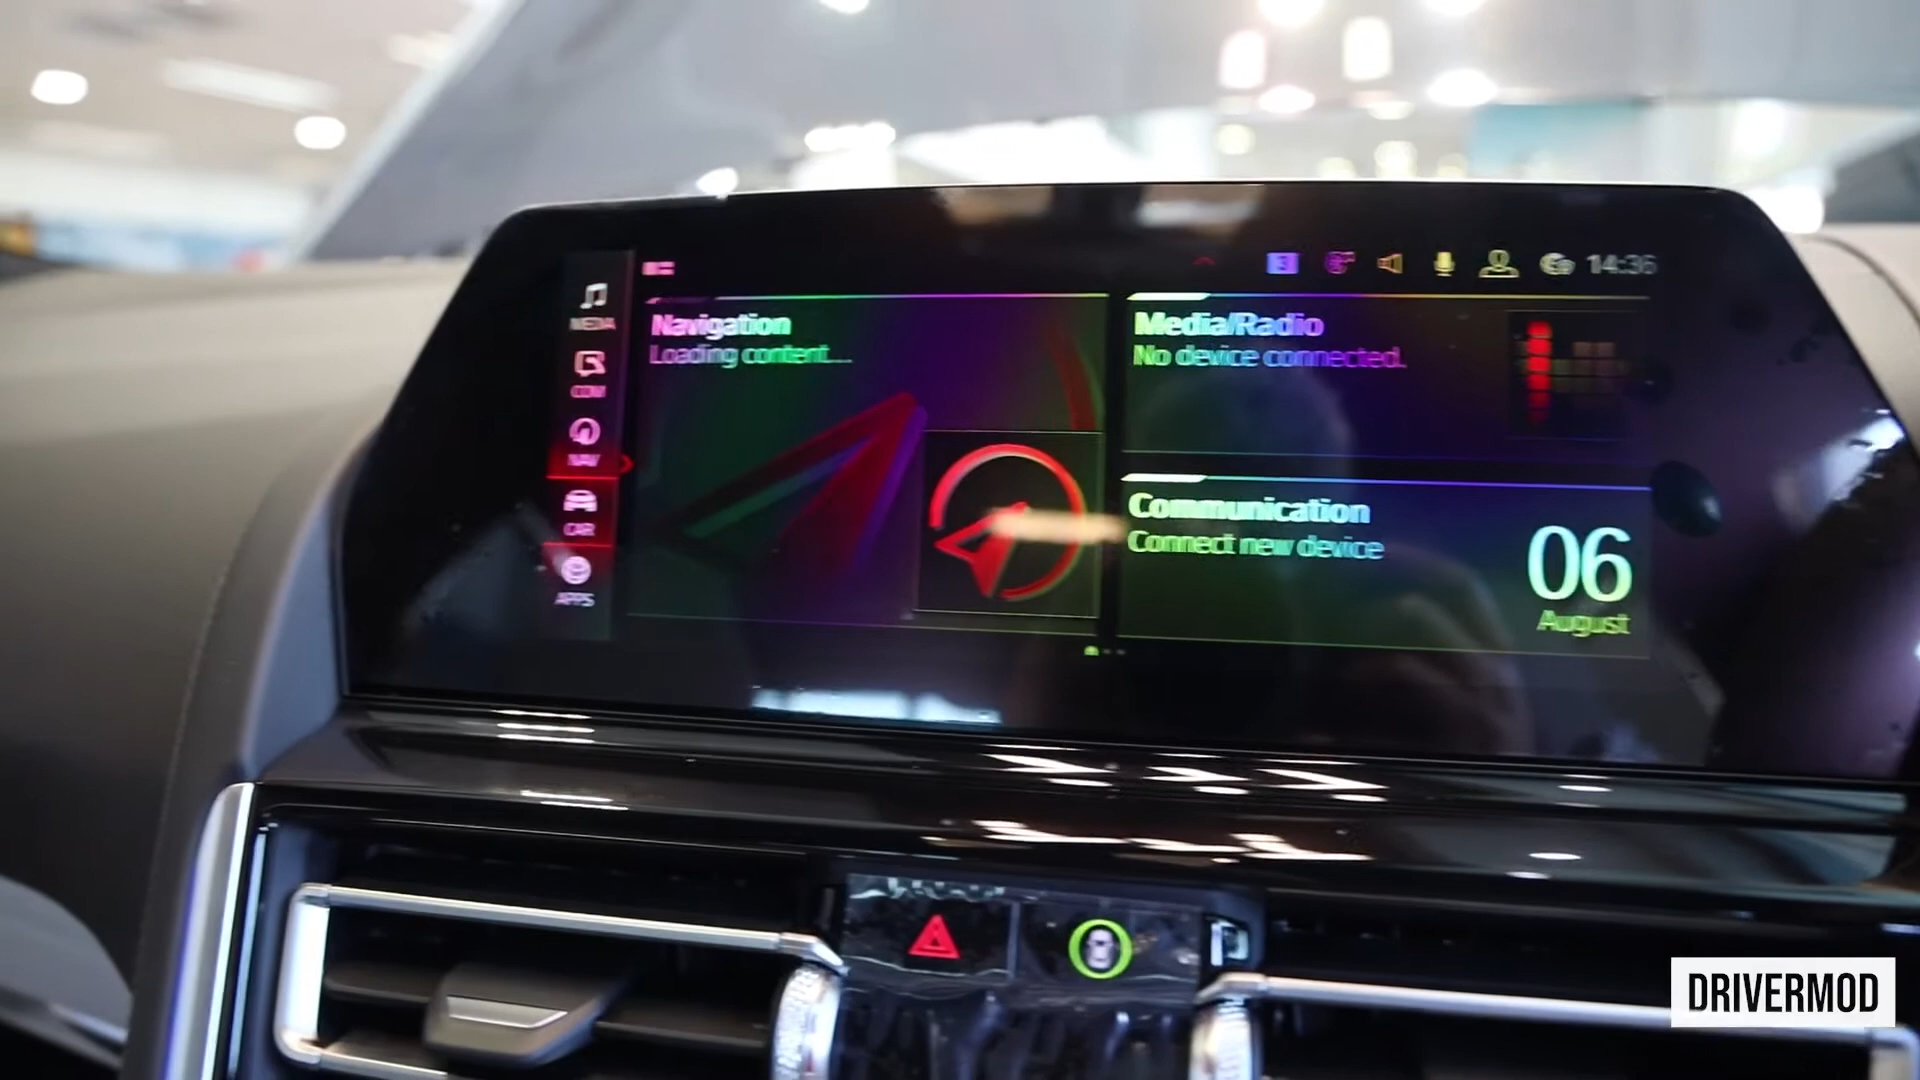 14:36
MEDIA
COM
NAV
CAR
APPS
Navigation
Loading content...
Media/Radio
No device connected.
Communication
Connect new device
06
August
DRIVERMOD